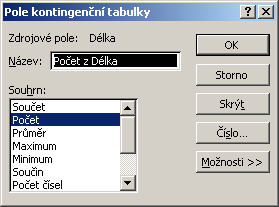 Pole kontingenční tabulky
Zdrojové pole: Délka
Název: Počet z Délka
Souhrn:
Součet
Počet
Průměr
Maximum
Minimum
Součin
Počet čísel
OK
Storno
Skrýt
Číslo...
Možnosti >>